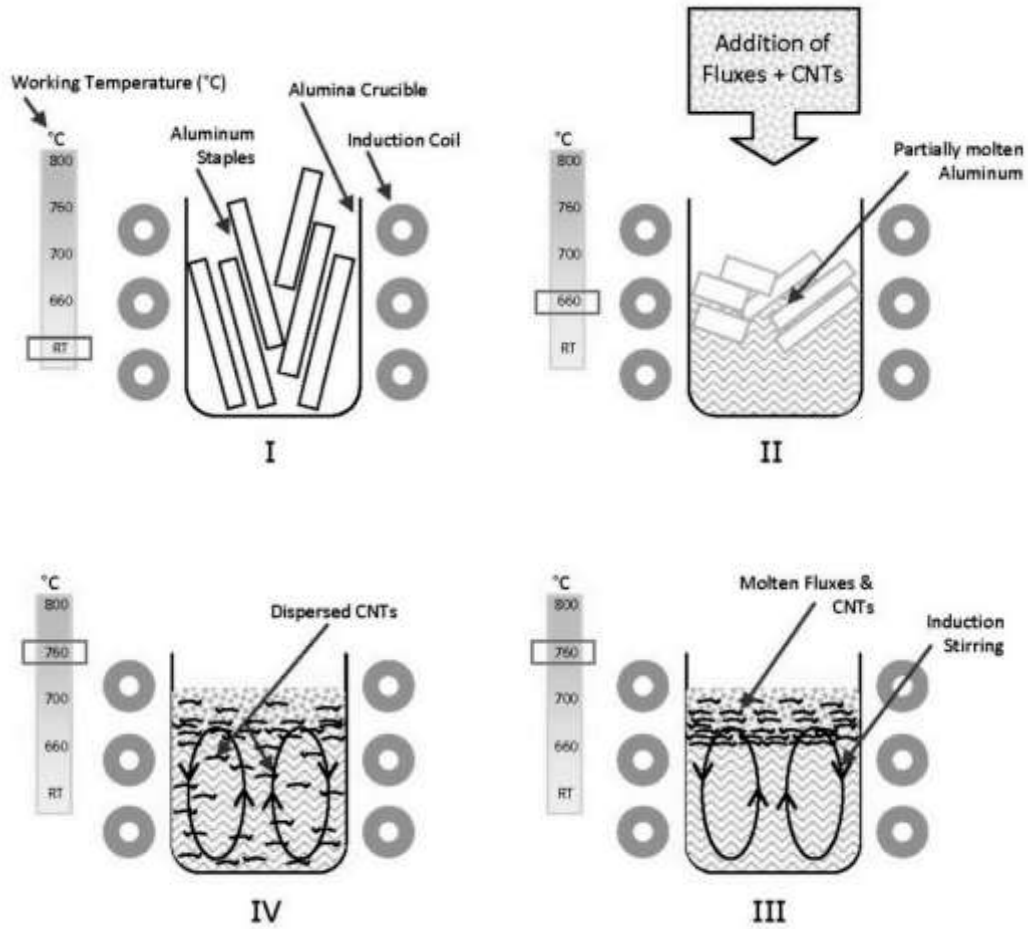 Working Temperature (°C)
°C
800
760
700
660
RT
Aluminum
Staples
Alumina Crucible
Induction Coil
I
Addition of
Fluxes + CNTs
°C
800
760
700
660
RT
Partially molten
Aluminum
II
°C
800
760
700
660
RT
Dispersed CNTs
IV
°C
800
760
700
660
RT
Molten Fluxes &
CNTs
Induction
Stirring
III